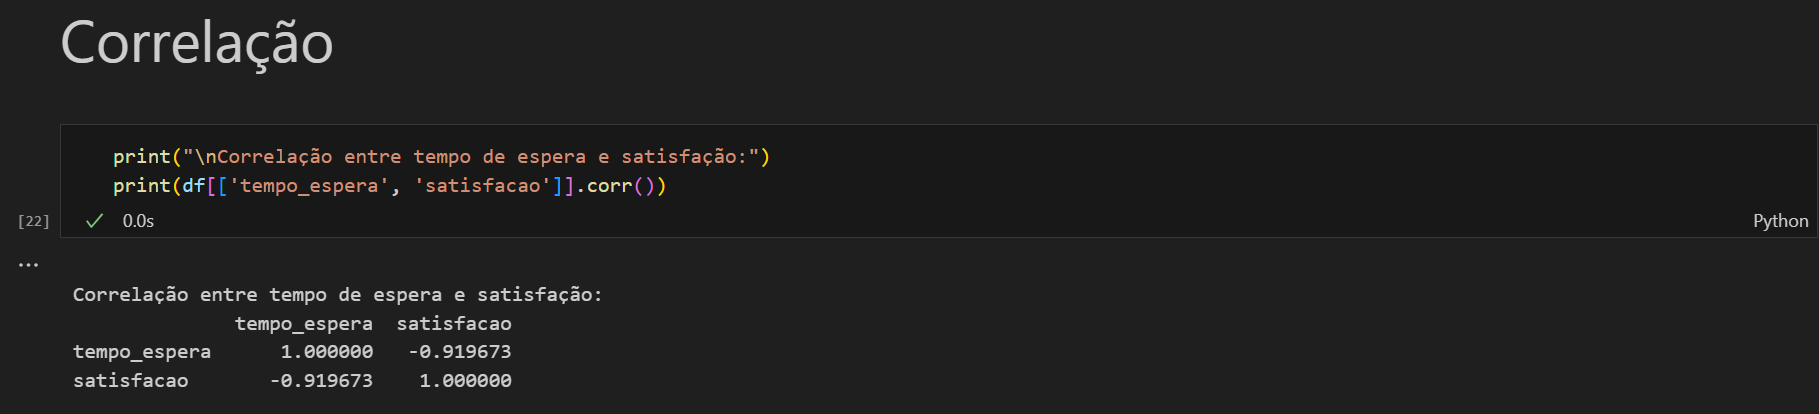 Correlação
print("\nCorrelação entre tempo de espera e satisfação:")
print(df[['tempo_espera', 'satisfacao']].corr())
[22] 0.0s Python
...
Correlação entre tempo de espera e satisfação:
tempo_espera satisfacao
tempo_espera 1.000000 -0.919673
satisfacao -0.919673 1.000000